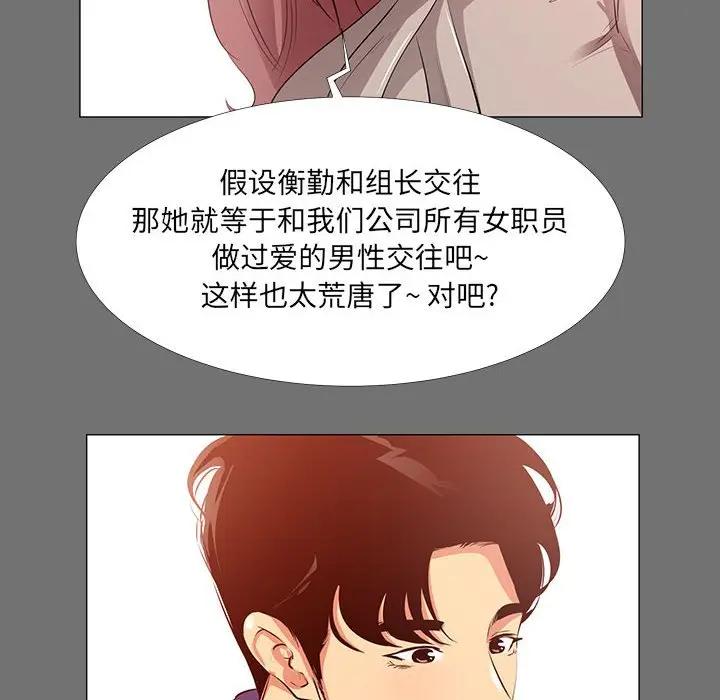 假设衡勤和组长交往
那她就等于和我们公司所有女职员
做过爱的男性交往吧~
这样也太荒唐了~ 对吧?